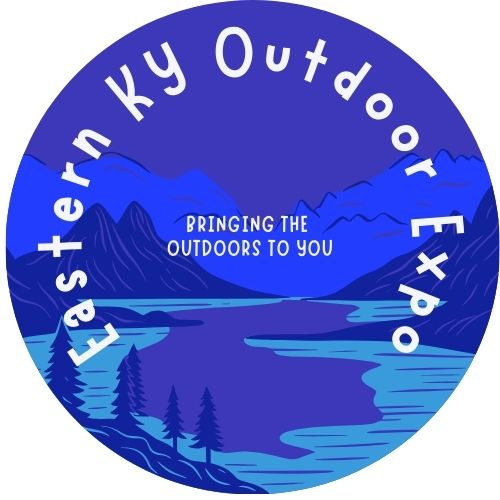 Eastern Ky Outdoor Expo
BRINGING THE
OUTDOORS TO YOU